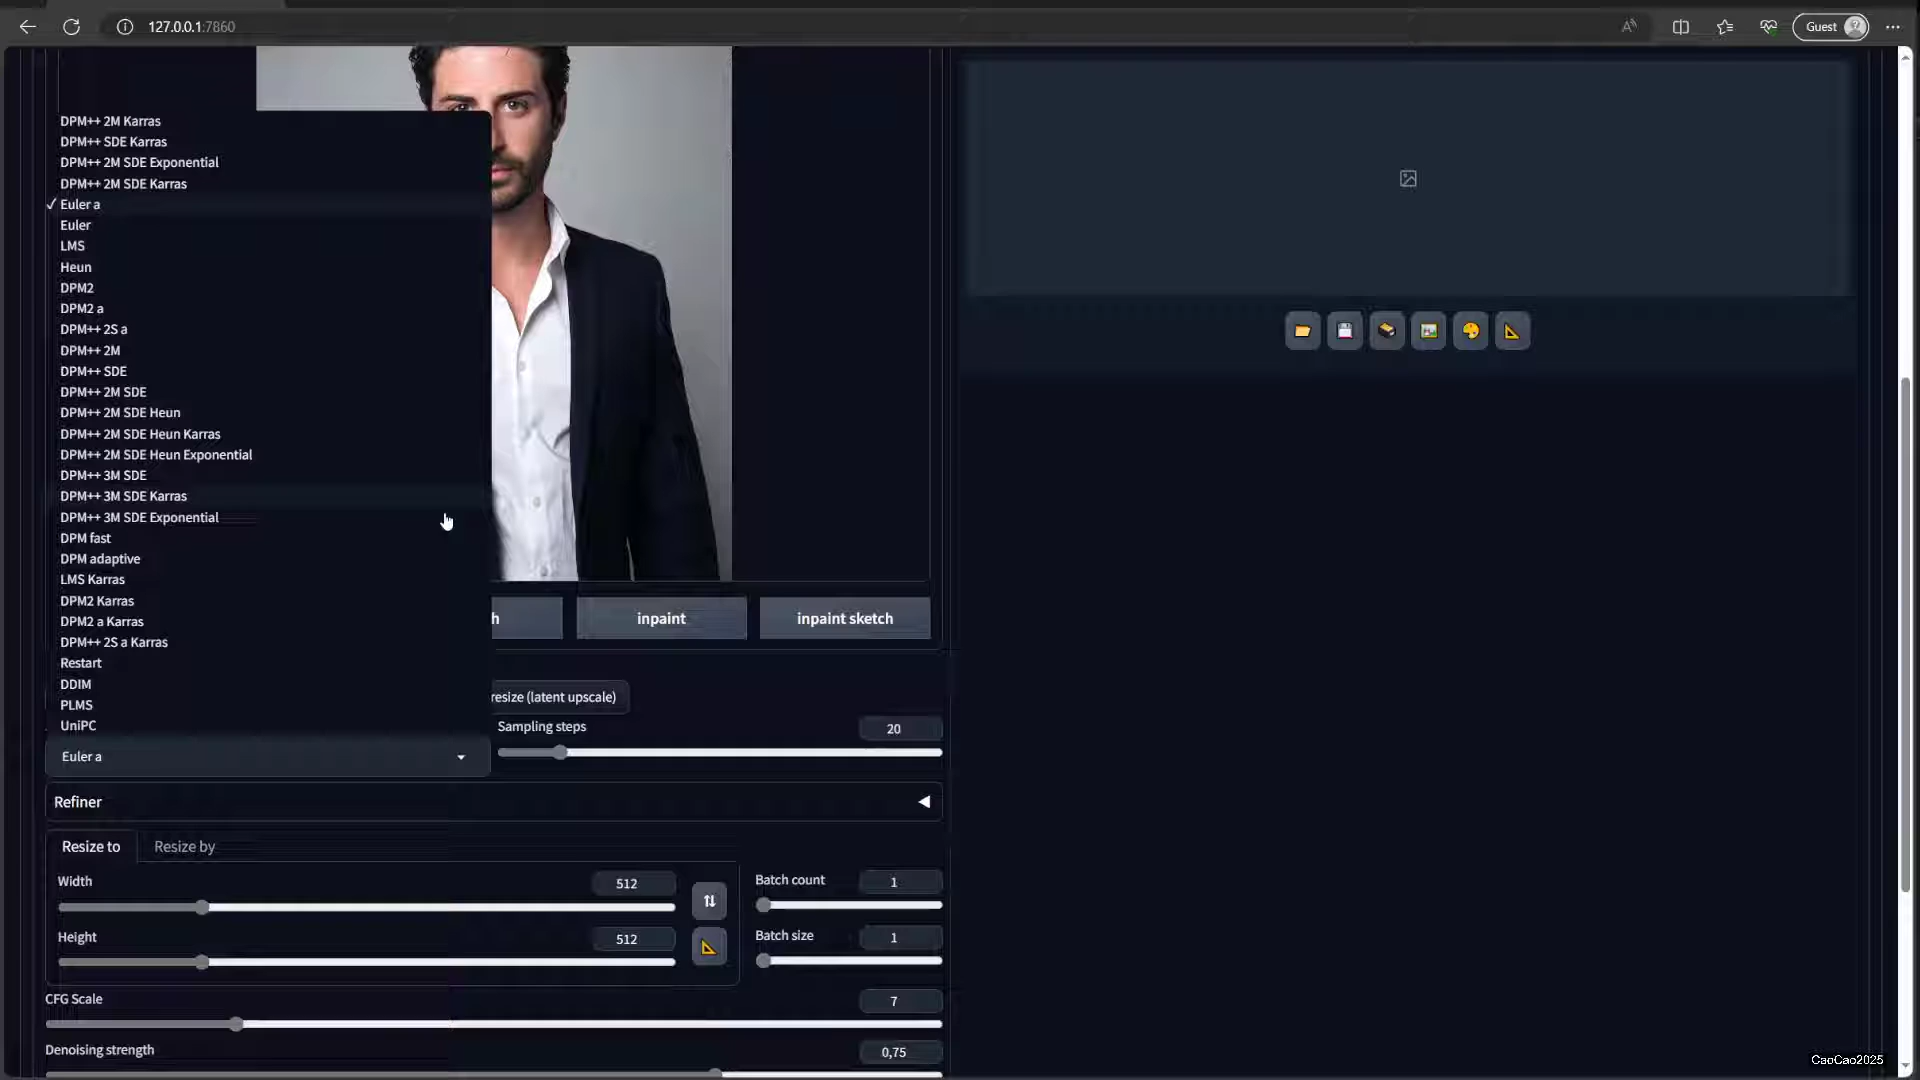 127.0.0.1:7860
Guest
DPM++ 2M Karras
DPM++ SDE Karras
DPM++ 2M SDE Exponential
DPM++ 2M SDE Karras
✓ Euler a
Euler
LMS
Heun
DPM2
DPM2 a
DPM++ 2S a
DPM++ 2M
DPM++ SDE
DPM++ 2M SDE
DPM++ 2M SDE Heun
DPM++ 2M SDE Heun Karras
DPM++ 2M SDE Heun Exponential
DPM++ 3M SDE
DPM++ 3M SDE Karras
DPM++ 3M SDE Exponential
DPM fast
DPM adaptive
LMS Karras
DPM2 Karras
DPM2 a Karras
DPM++ 2S a Karras
Restart
DDIM
PLMS
UniPC
h
inpaint
inpaint sketch
resize (latent upscale)
Sampling steps
20
Euler a
Refiner
Resize to
Resize by
Width
512
Height
512
Batch count
1
Batch size
1
CFG Scale
7
Denoising strength
0,75
CaoCao2025